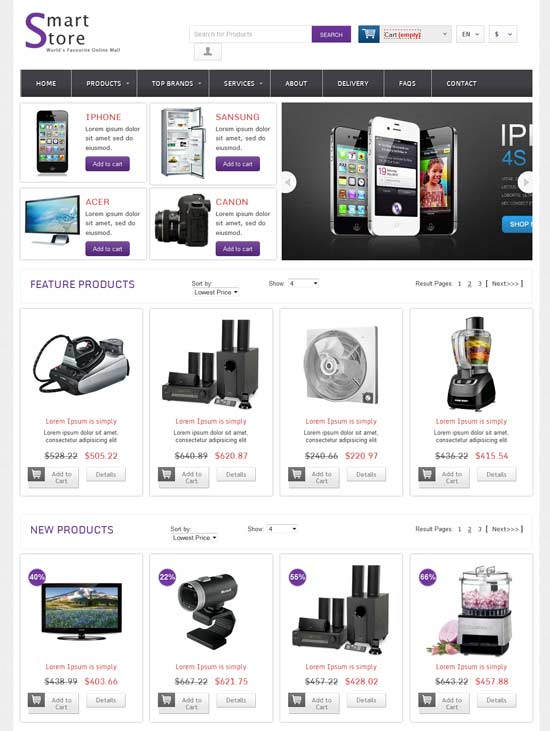 Smart
Store
World's Favourite Online Mall
Search for Products
SEARCH
Cart (empty)
EN
$
HOME
PRODUCTS
TOP BRANDS
SERVICES
ABOUT
DELIVERY
FAQS
CONTACT
IPHONE
Lorem ipsum dolor
sit amet, sed do
eiusmod.
Add to cart
SANSUNG
Lorem ipsum dolor
sit amet, sed do
eiusmod.
Add to cart
ACER
Lorem ipsum dolor
sit amet, sed do
eiusmod.
Add to cart
CANON
Lorem ipsum dolor
sit amet, sed do
eiusmod.
Add to cart
4S
SHOP N
FEATURE PRODUCTS
Sort by:
Lowest Price
Show: 4
Result Pages: 1 2 3 [ Next>>> ]
Lorem Ipsum is simply
Lorem ipsum dolor sit amet,
consectetur adipisicing elit
$528.22 $505.22
Add to
Cart
Details
Lorem Ipsum is simply
Lorem ipsum dolor sit amet,
consectetur adipisicing elit
$640.89 $620.87
Add to
Cart
Details
Lorem Ipsum is simply
Lorem ipsum dolor sit amet,
consectetur adipisicing elit
$240.66 $220.97
Add to
Cart
Details
Lorem Ipsum is simply
Lorem ipsum dolor sit amet,
consectetur adipisicing elit
$436.22 $415.54
Add to
Cart
Details
NEW PRODUCTS
Sort by:
Lowest Price
Show: 4
Result Pages: 1 2 3 [ Next>>> ]
40%
Lorem Ipsum is simply
$438.99 $403.66
Add to
Cart
Details
22%
Lorem Ipsum is simply
$667.22 $621.75
Add to
Cart
Details
55%
Lorem Ipsum is simply
$457.22 $428.02
Add to
Cart
Details
66%
Lorem Ipsum is simply
$643.22 $457.88
Add to
Cart
Details